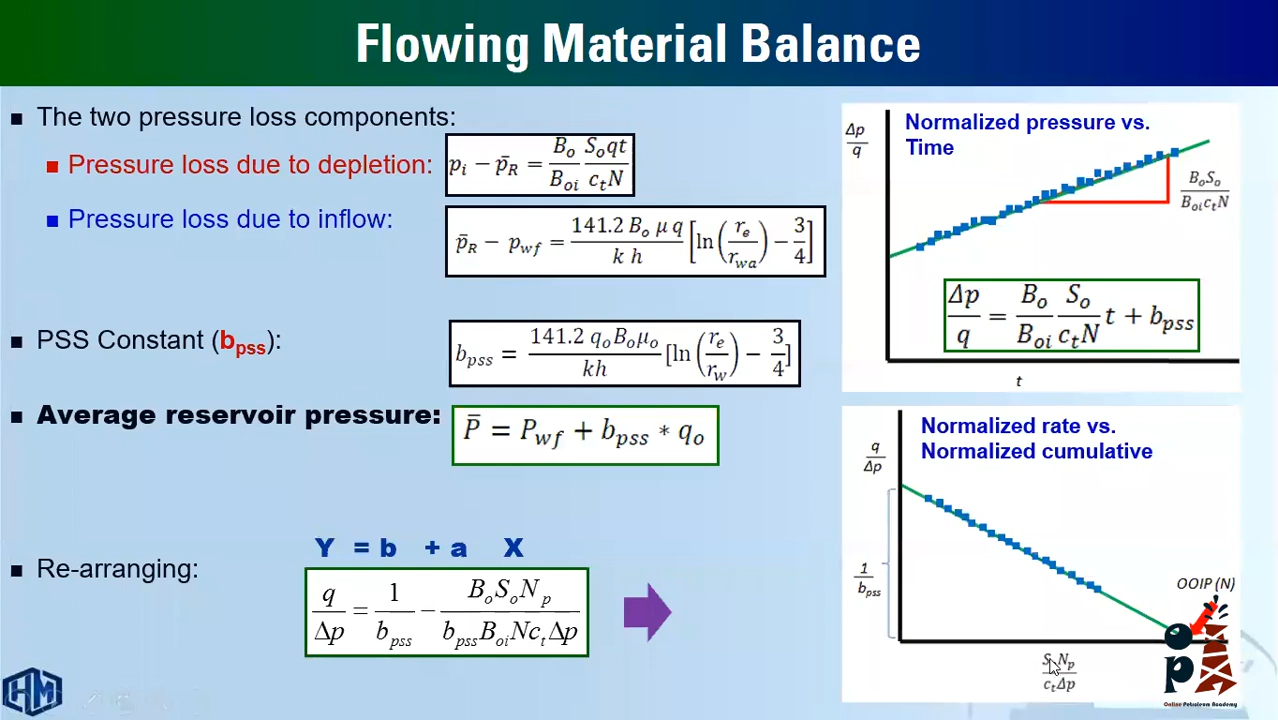 Flowing Material Balance
▪ The two pressure loss components:
▪ Pressure loss due to depletion: p_i − p̄_R = (B_o / B_oi) (S_o q t / c_t N)
▪ Pressure loss due to inflow: p̄_R − p_wf = (141.2 B_o μ q / k h) [ln(r_e / r_wa) − 3/4]
▪ PSS Constant (b_pss): b_pss = (141.2 q_o B_o μ_o / kh) [ln(r_e / r_w) − 3/4]
▪ Average reservoir pressure: P̄ = P_wf + b_pss * q_o
Y = b + a X
▪ Re-arranging: q / Δp = 1 / b_pss − B_o S_o N_p / b_pss B_oi N c_t Δp
Δp / q
Normalized pressure vs.
Time
B_o S_o / B_oi c_t N
Δp / q = (B_o / B_oi) (S_o / c_t N) t + b_pss
t
q / Δp
Normalized rate vs.
Normalized cumulative
1 / b_pss
OOIP (N)
S_o N_p / c_t Δp
HM
opa
Online Petroleum Academy